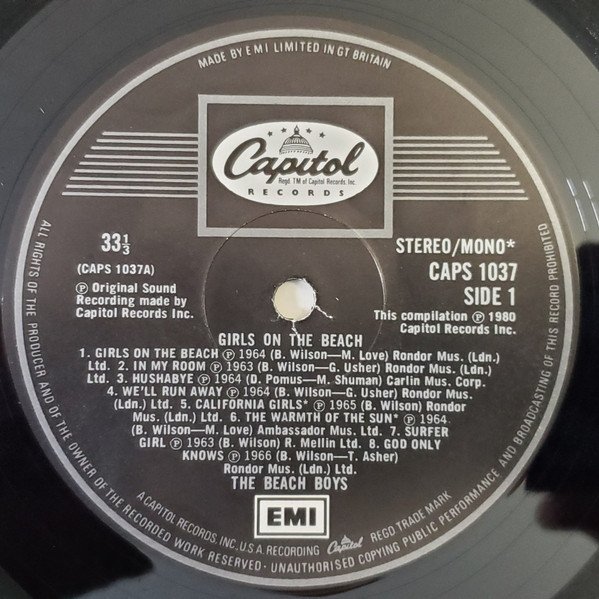 MADE BY EMI LIMITED IN GT BRITAIN
Capitol
Regd. TM of Capitol Records, Inc.
RECORDS
33⅓
(CAPS 1037A)
℗ Original Sound
Recording made by
Capitol Records Inc.
STEREO/MONO*
CAPS 1037
SIDE 1
This compilation ℗ 1980
Capitol Records Inc.
GIRLS ON THE BEACH
1. GIRLS ON THE BEACH ℗ 1964 (B. Wilson—M. Love) Rondor Mus. (Ldn.)
Ltd. 2. IN MY ROOM ℗ 1963 (B. Wilson—G. Usher) Rondor Mus. (Ldn.)
Ltd. 3. HUSHABYE ℗ 1964 (D. Pomus—M. Shuman) Carlin Mus. Corp.
4. WE'LL RUN AWAY ℗ 1964 (B. Wilson—G. Usher) Rondor Mus.
(Ldn.) Ltd. 5. CALIFORNIA GIRLS* ℗ 1965 (B. Wilson) Rondor
Mus. (Ldn.) Ltd. 6. THE WARMTH OF THE SUN* ℗ 1964
(B. Wilson—M. Love) Ambassador Mus. Ltd. 7. SURFER
GIRL ℗ 1963 (B. Wilson) R. Mellin Ltd. 8. GOD ONLY
KNOWS ℗ 1966 (B. Wilson—T. Asher)
Rondor Mus. (Ldn.) Ltd.
THE BEACH BOYS
EMI
A CAPITOL RECORDS, INC., U.S.A. RECORDING Capitol REGD TRADE MARK
ALL RIGHTS OF THE PRODUCER AND OF THE OWNER OF THE RECORDED WORK RESERVED · UNAUTHORISED COPYING PUBLIC PERFORMANCE AND BROADCASTING OF THIS RECORD PROHIBITED